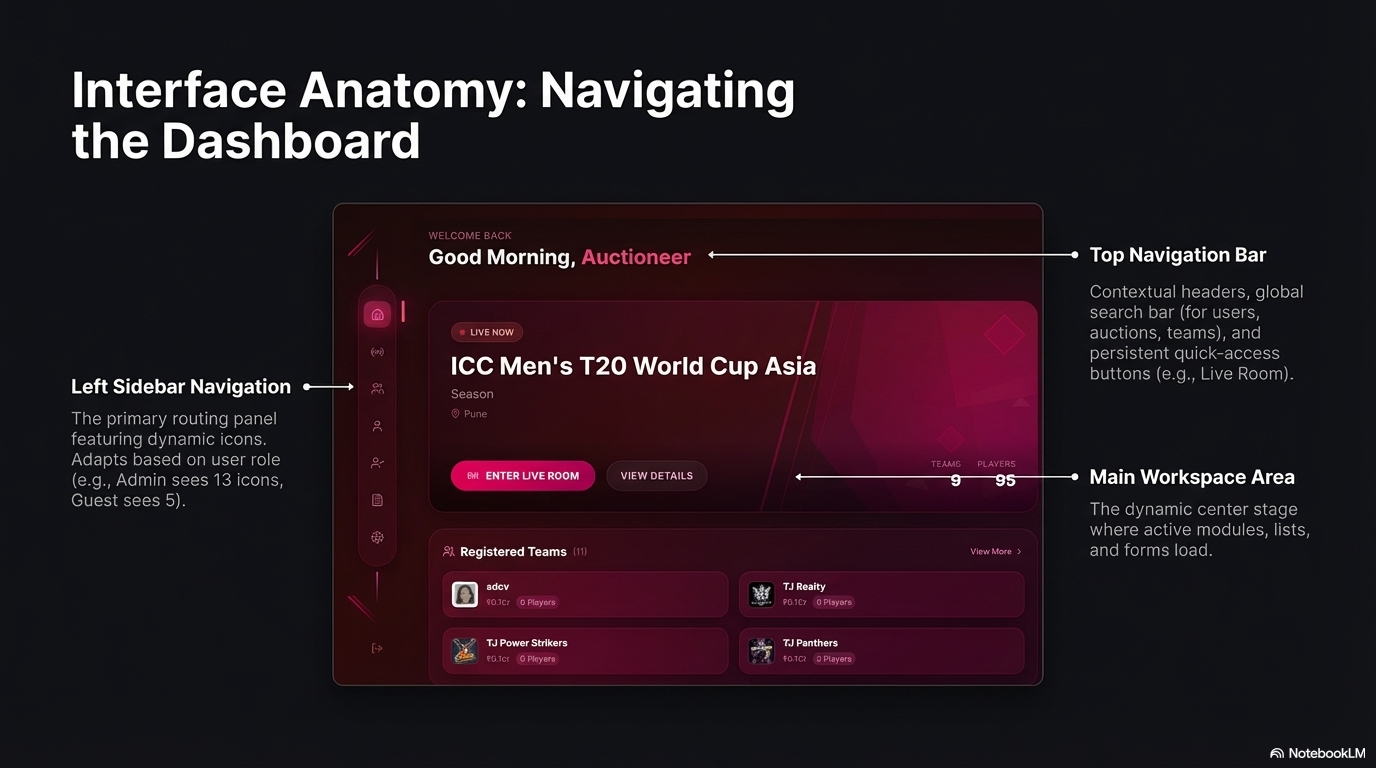 Interface Anatomy: Navigating
the Dashboard
WELCOME BACK
Good Morning, Auctioneer
LIVE NOW
ICC Men's T20 World Cup Asia
Season
Pune
ENTER LIVE ROOM
VIEW DETAILS
TEAMS
PLAYERS
9
95
Registered Teams (11)
View More
adcv
0 Players
TJ Reaity
0 Players
TJ Power Strikers
0 Players
TJ Panthers
0 Players
Left Sidebar Navigation
The primary routing panel
featuring dynamic icons.
Adapts based on user role
(e.g., Admin sees 13 icons,
Guest sees 5).
Top Navigation Bar
Contextual headers, global
search bar (for users,
auctions, teams), and
persistent quick-access
buttons (e.g., Live Room).
Main Workspace Area
The dynamic center stage
where active modules, lists,
and forms load.
NotebookLM